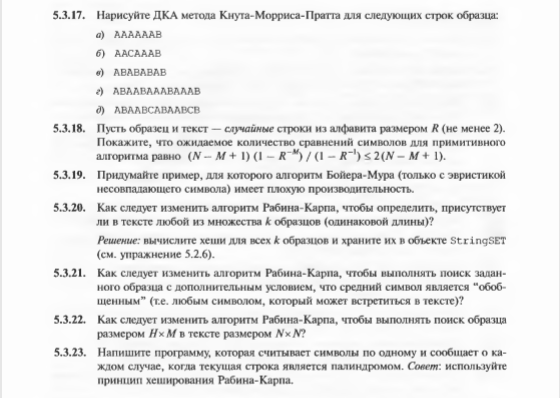 5.3.17. Нарисуйте ДКА метода Кнута-Морриса-Пратта для следующих строк образца:
а) AAAAAAB
б) AACAAAB
в) ABABABAB
г) ABAABAAABAAAB
д) ABAABCABAABCB
5.3.18. Пусть образец и текст — случайные строки из алфавита размером R (не менее 2).
Покажите, что ожидаемое количество сравнений символов для примитивного
алгоритма равно (N – M + 1) (1 – R⁻ᴹ) / (1 – R⁻¹) ≤ 2(N – M + 1).
5.3.19. Придумайте пример, для которого алгоритм Бойера-Мура (только с эвристикой
несовпадающего символа) имеет плохую производительность.
5.3.20. Как следует изменить алгоритм Рабина-Карпа, чтобы определить, присутствует
ли в тексте любой из множества k образцов (одинаковой длины)?
Решение: вычислите хеши для всех k образцов и храните их в объекте StringSET
(см. упражнение 5.2.6).
5.3.21. Как следует изменить алгоритм Рабина-Карпа, чтобы выполнять поиск задан-
ного образца с дополнительным условием, что средний символ является “обоб-
щенным” (т.е. любым символом, который может встретиться в тексте)?
5.3.22. Как следует изменить алгоритм Рабина-Карпа, чтобы выполнять поиск образца
размером H×M в тексте размером N×N?
5.3.23. Напишите программу, которая считывает символы по одному и сообщает о ка-
ждом случае, когда текущая строка является палиндромом. Совет: используйте
принцип хеширования Рабина-Карпа.